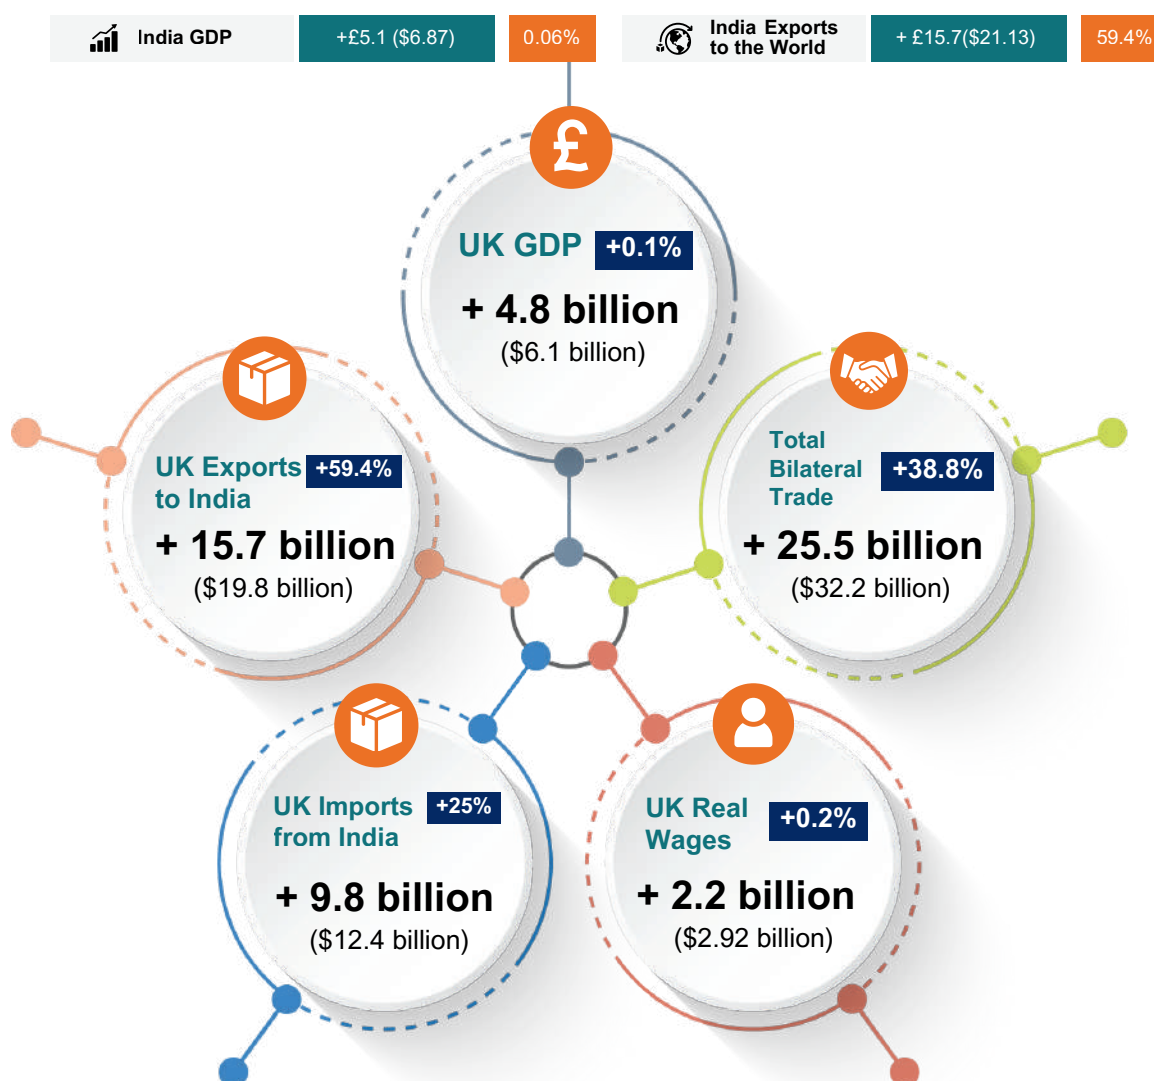 India GDP
+£5.1 ($6.87)
0.06%
India Exports
to the World
+ £15.7($21.13)
59.4%
£
UK GDP
+0.1%
+ 4.8 billion
($6.1 billion)
UK Exports
to India
+59.4%
+ 15.7 billion
($19.8 billion)
Total
Bilateral
Trade
+38.8%
+ 25.5 billion
($32.2 billion)
UK Imports
from India
+25%
+ 9.8 billion
($12.4 billion)
UK Real
Wages
+0.2%
+ 2.2 billion
($2.92 billion)